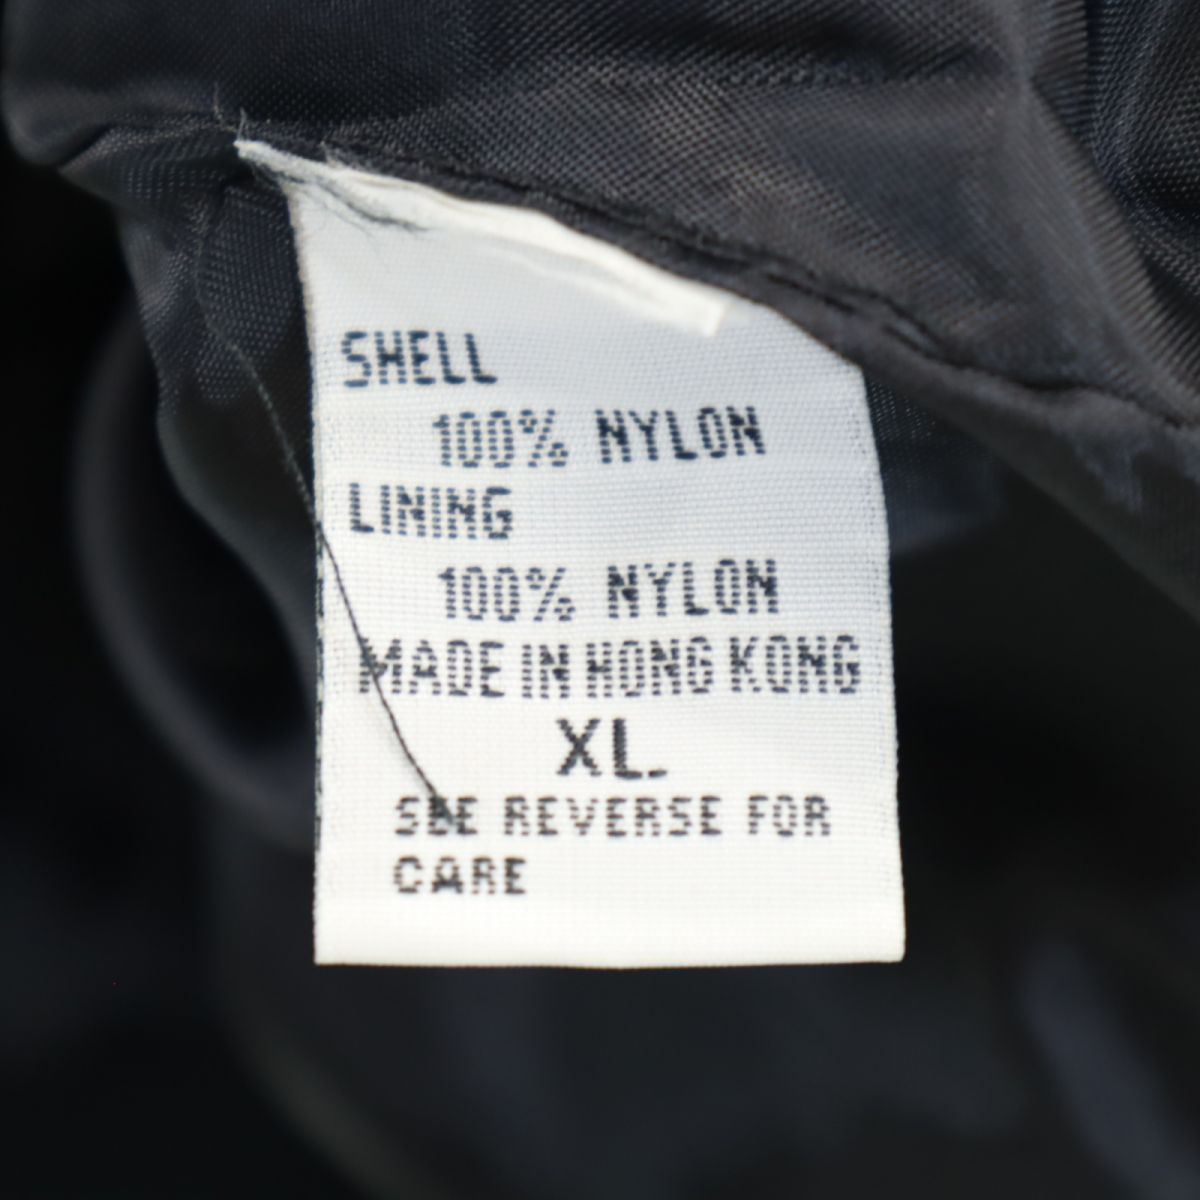 SHELL
100% NYLON
LINING
100% NYLON
MADE IN HONG KONG
XL
SEE REVERSE FOR
CARE